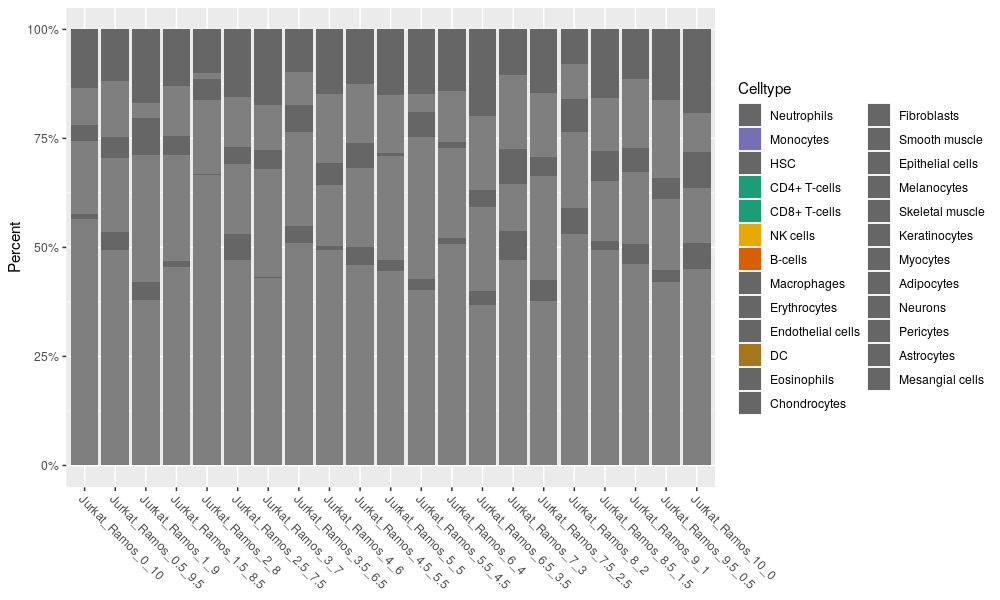 100%
75%
50%
25%
0%
Percent
Jurkat_Ramos_0_10
Jurkat_Ramos_0.5_9.5
Jurkat_Ramos_1_9
Jurkat_Ramos_1.5_8.5
Jurkat_Ramos_2_8
Jurkat_Ramos_2.5_7.5
Jurkat_Ramos_3_7
Jurkat_Ramos_3.5_6.5
Jurkat_Ramos_4_6
Jurkat_Ramos_4.5_5.5
Jurkat_Ramos_5_5
Jurkat_Ramos_5.5_4.5
Jurkat_Ramos_6_4
Jurkat_Ramos_6.5_3.5
Jurkat_Ramos_7_3
Jurkat_Ramos_7.5_2.5
Jurkat_Ramos_8_2
Jurkat_Ramos_8.5_1.5
Jurkat_Ramos_9_1
Jurkat_Ramos_9.5_0.5
Jurkat_Ramos_10_0
Celltype
Neutrophils
Monocytes
HSC
CD4+ T-cells
CD8+ T-cells
NK cells
B-cells
Macrophages
Erythrocytes
Endothelial cells
DC
Eosinophils
Chondrocytes
Fibroblasts
Smooth muscle
Epithelial cells
Melanocytes
Skeletal muscle
Keratinocytes
Myocytes
Adipocytes
Neurons
Pericytes
Astrocytes
Mesangial cells